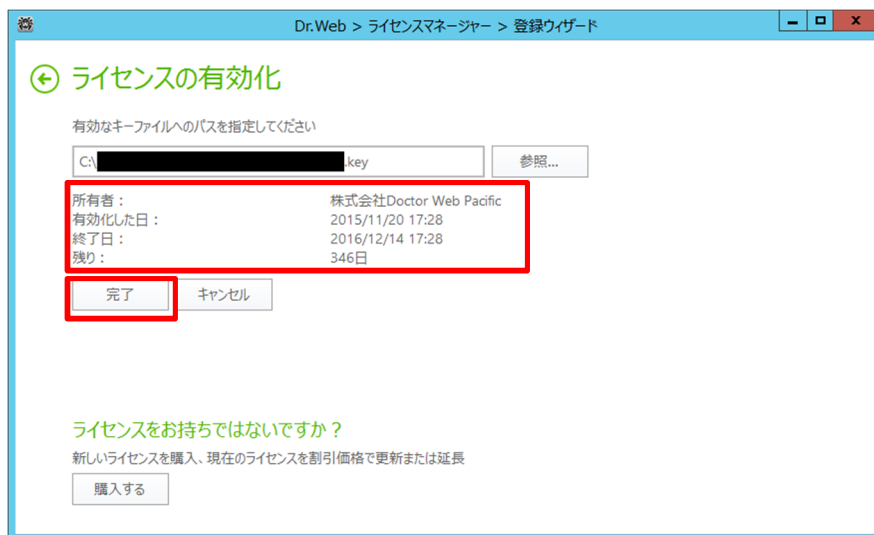 Dr.Web > ライセンスマネージャー > 登録ウィザード
ライセンスの有効化
有効なキーファイルへのパスを指定してください
C:\ .key 参照...
所有者： 株式会社Doctor Web Pacific
有効化した日： 2015/11/20 17:28
終了日： 2016/12/14 17:28
残り： 346日
完了 キャンセル
ライセンスをお持ちではないですか？
新しいライセンスを購入、現在のライセンスを割引価格で更新または延長
購入する